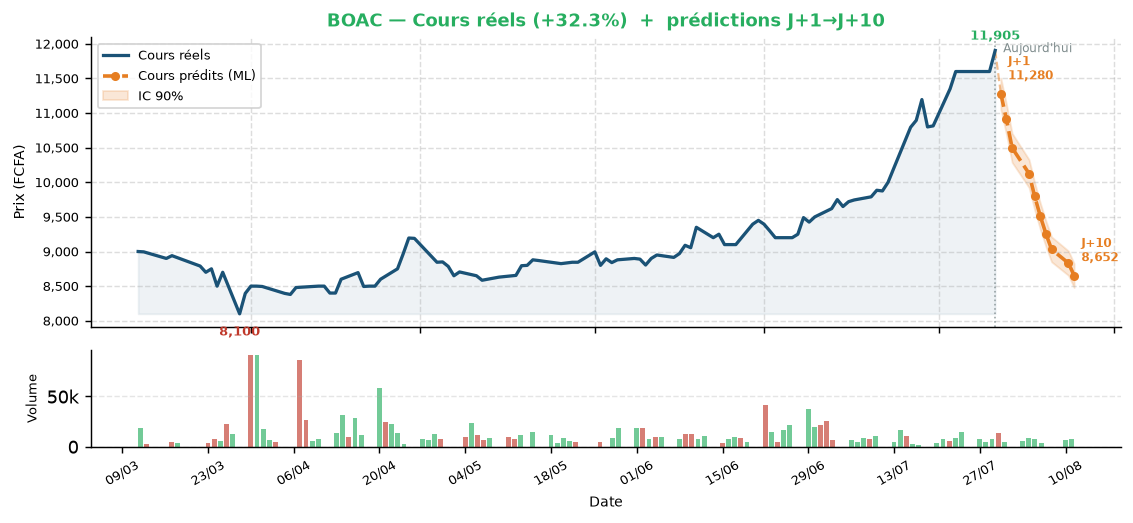 BOAC — Cours réels (+32.3%)  +  prédictions J+1→J+10
11,905
Aujourd'hui
Cours réels
Cours prédits (ML)
IC 90%
J+1
11,280
J+10
8,652
8,100
Prix (FCFA)
12,000
11,500
11,000
10,500
10,000
9,500
9,000
8,500
8,000
Volume
50k
0
09/03
23/03
06/04
20/04
04/05
18/05
01/06
15/06
29/06
13/07
27/07
10/08
Date